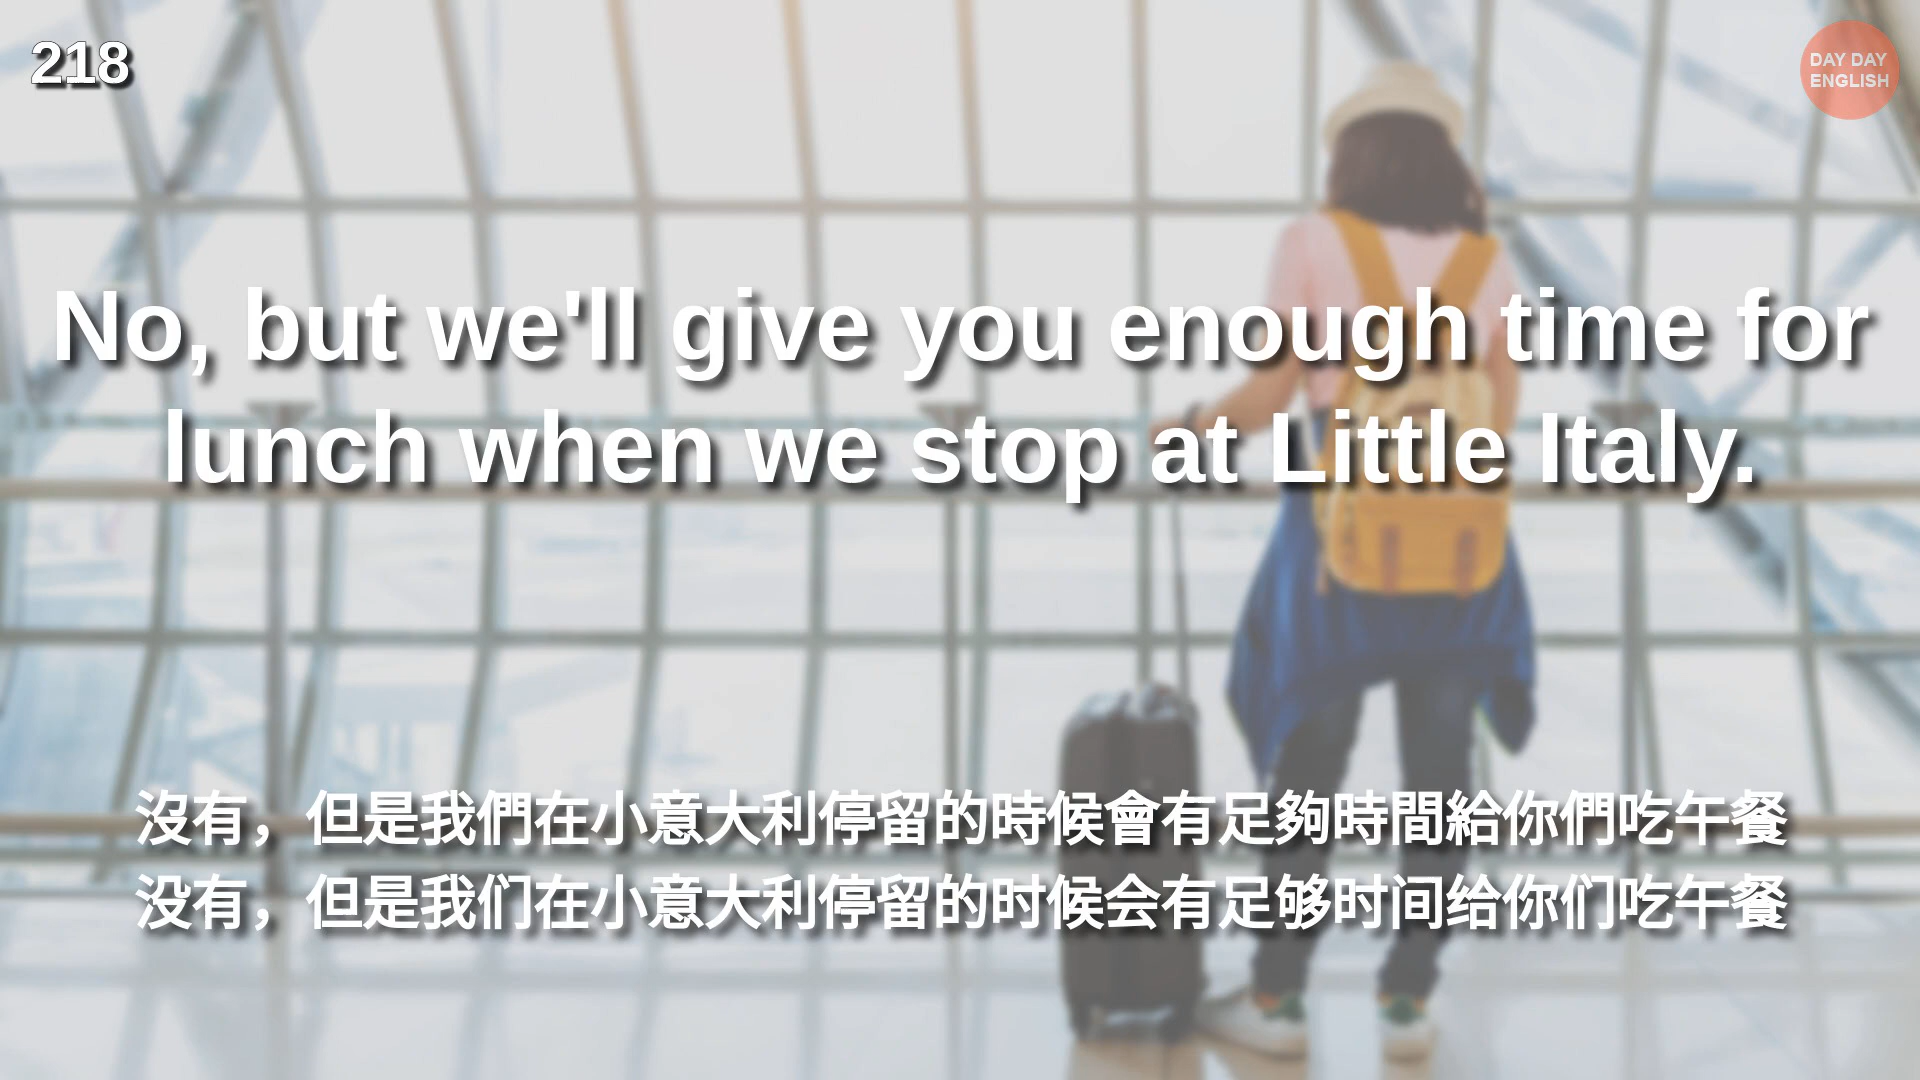 218
DAY DAY
ENGLISH
No, but we'll give you enough time for
lunch when we stop at Little Italy.
沒有，但是我們在小意大利停留的時候會有足夠時間給你們吃午餐
没有，但是我们在小意大利停留的时候会有足够时间给你们吃午餐